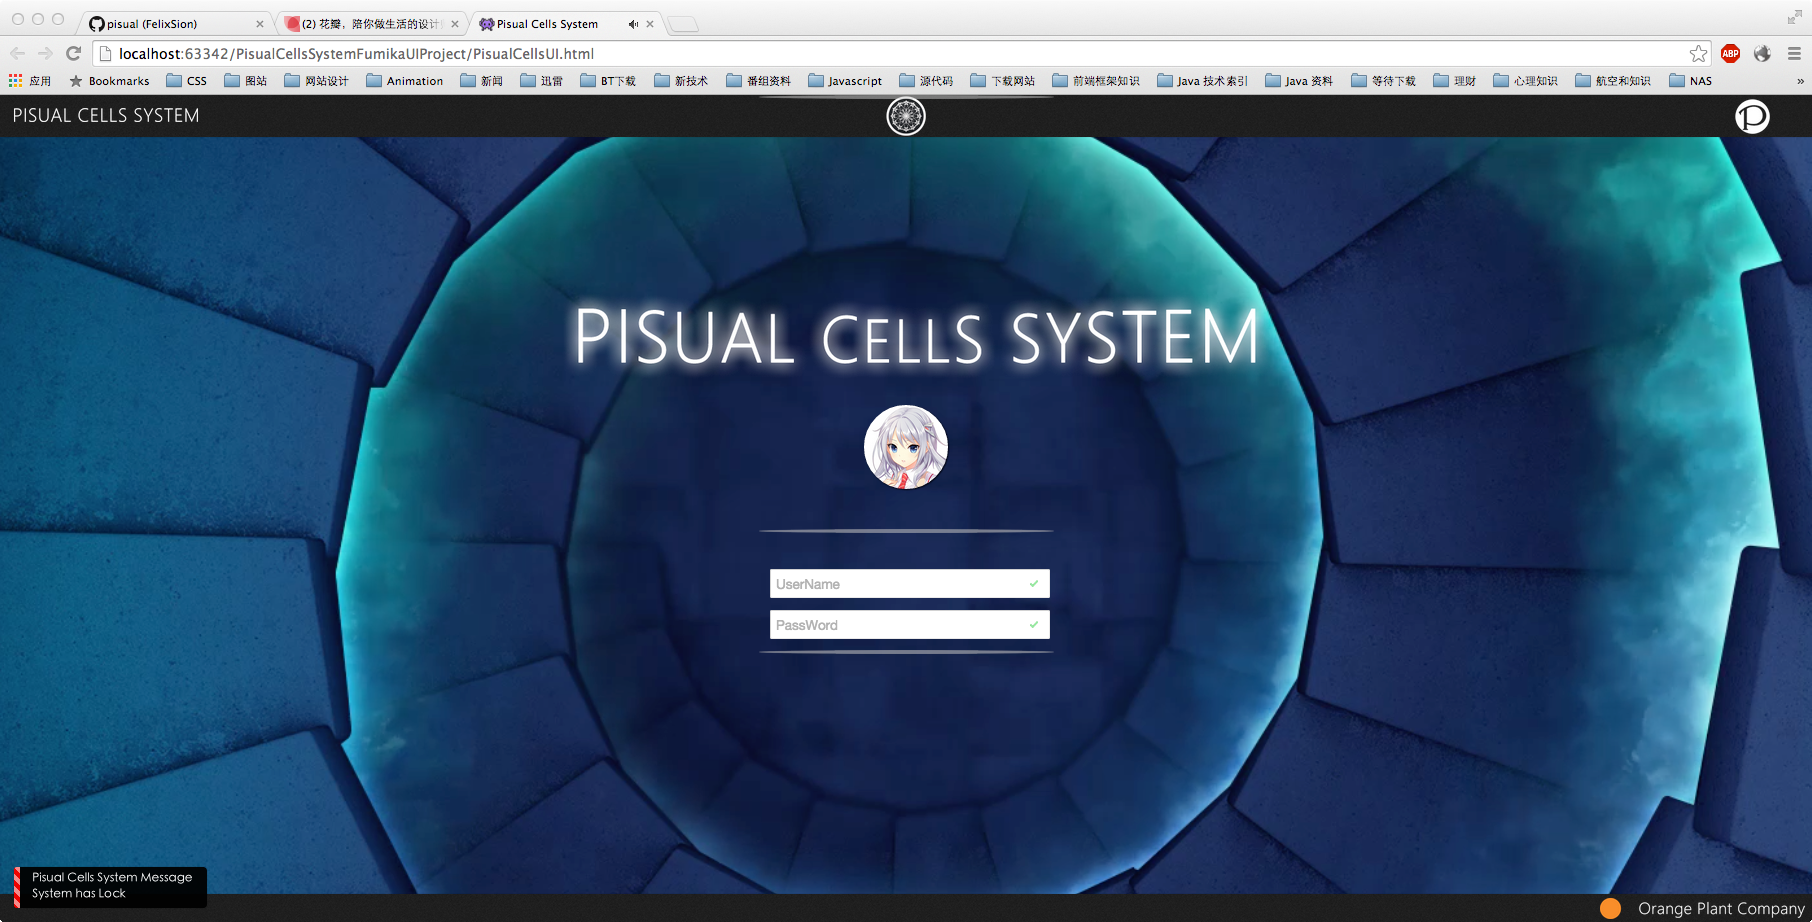 pisual (FelixSion)
(2) 花瓣，陪你做生活的设计
Pisual Cells System
localhost:63342/PisualCellsSystemFumikaUIProject/PisualCellsUI.html
ABP
应用 Bookmarks CSS 图站 网站设计 Animation 新闻 迅雷 BT下载 新技术 番组资料 Javascript 源代码 下载网站 前端框架知识 Java 技术索引 Java 资料 等待下载 理财 心理知识 航空和知识 NAS »
PISUAL CELLS SYSTEM
P
PISUAL CELLS SYSTEM
UserName
PassWord
Pisual Cells System Message
System has Lock
Orange Plant Company